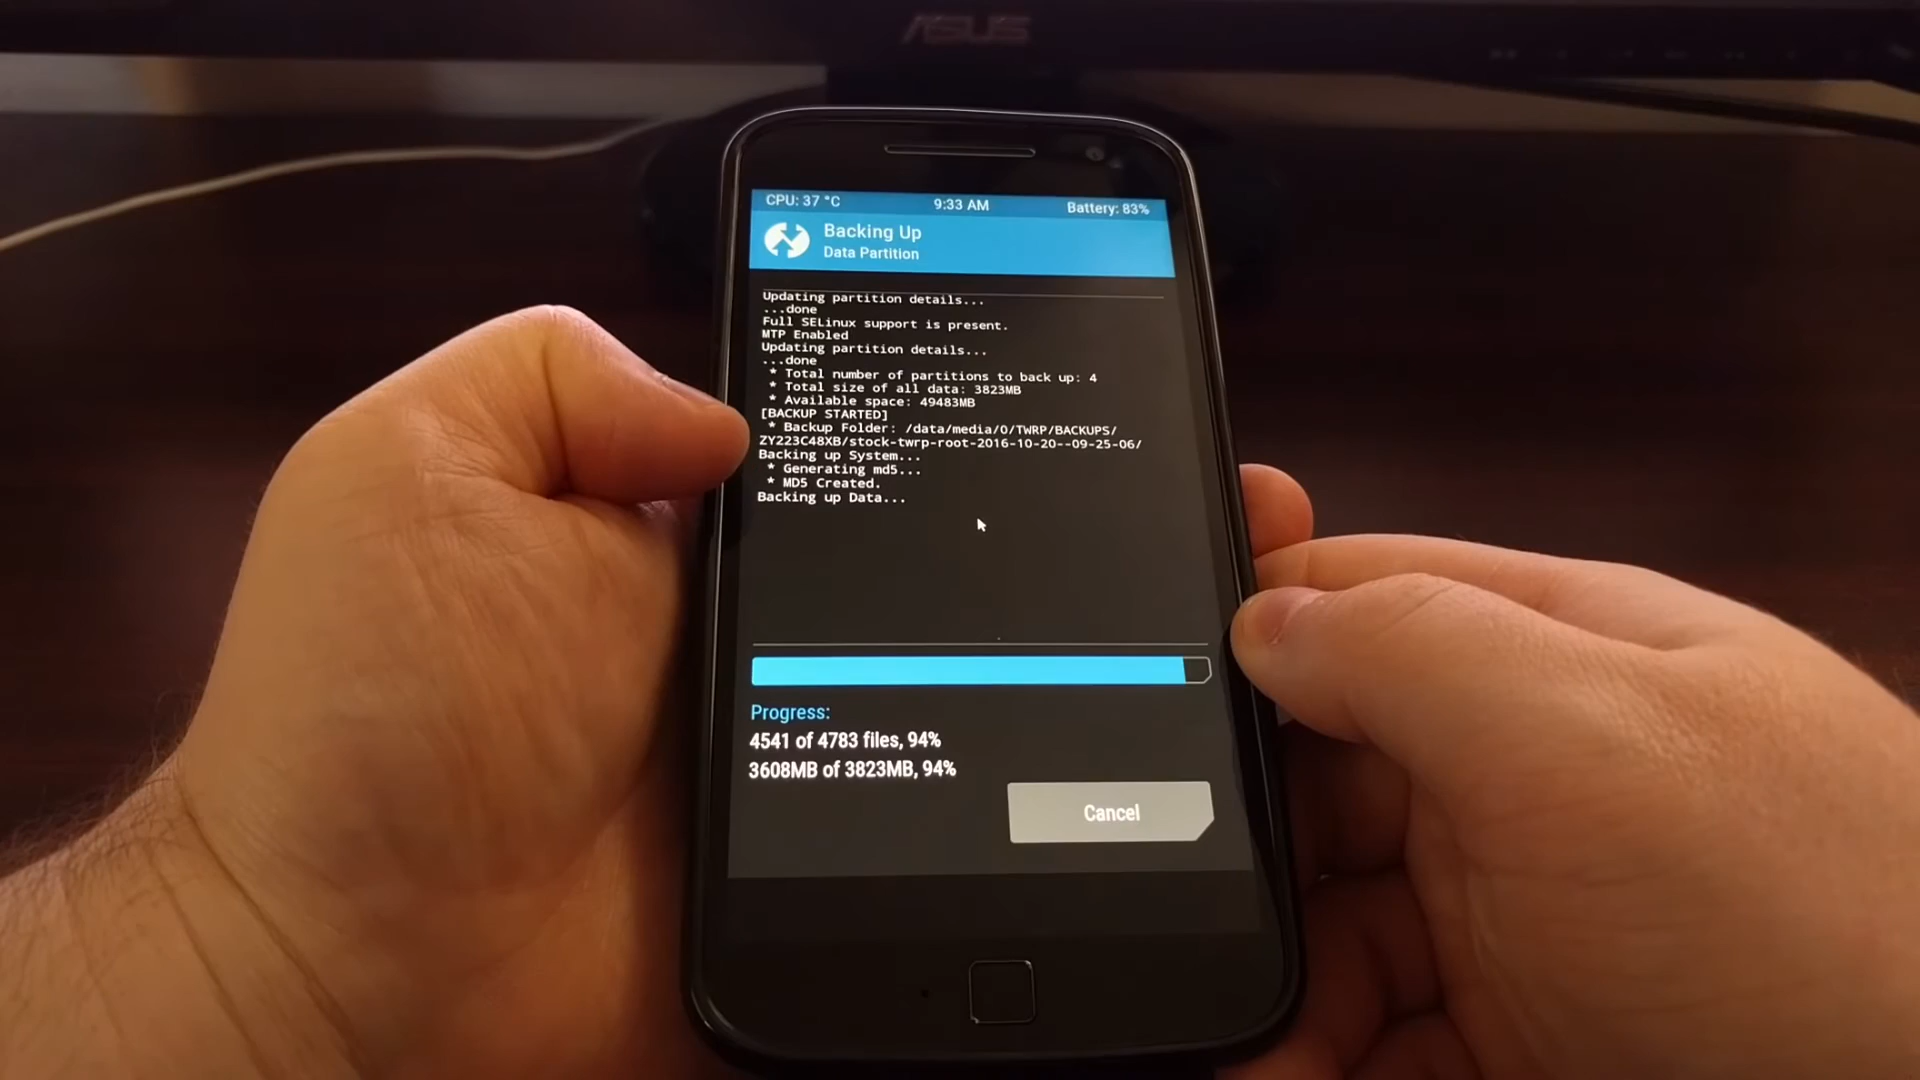 ASUS
CPU: 37 °C 9:33 AM Battery: 83%
Backing Up
Data Partition
Updating partition details...
...done
Full SELinux support is present.
MTP Enabled
Updating partition details...
...done
* Total number of partitions to back up: 4
* Total size of all data: 3823MB
* Available space: 49483MB
[BACKUP STARTED]
* Backup Folder: /data/media/0/TWRP/BACKUPS/
ZY223C48XB/stock-twrp-root-2016-10-20--09-25-06/
Backing up System...
* Generating md5...
* MD5 Created.
Backing up Data...
Progress:
4541 of 4783 files, 94%
3608MB of 3823MB, 94%
Cancel